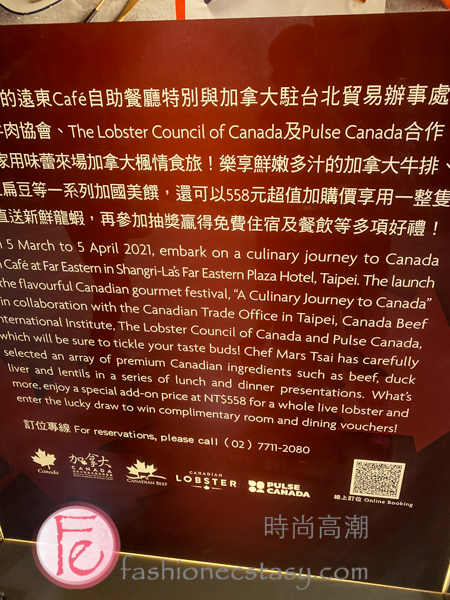 的遠東Café自助餐廳特別與加拿大駐台北貿易辦事處
牛肉協會、The Lobster Council of Canada及Pulse Canada合作
家用味蕾來場加拿大楓情食旅！樂享鮮嫩多汁的加拿大牛排、
扁豆等一系列加國美饌，還可以558元超值加購價享用一整隻
直送新鮮龍蝦，再參加抽獎贏得免費住宿及餐飲等多項好禮！
5 March to 5 April 2021, embark on a culinary journey to Canada
Café at Far Eastern in Shangri-La's Far Eastern Plaza Hotel, Taipei. The launch
the flavourful Canadian gourmet festival, "A Culinary Journey to Canada"
in collaboration with the Canadian Trade Office in Taipei, Canada Beef
International Institute, The Lobster Council of Canada and Pulse Canada,
which will be sure to tickle your taste buds! Chef Mars Tsai has carefully
selected an array of premium Canadian ingredients such as beef, duck
liver and lentils in a series of lunch and dinner presentations. What's
more, enjoy a special add-on price at NT$558 for a whole live lobster and
enter the lucky draw to win complimentary room and dining vouchers!
訂位專線 For reservations, please call (02) 7711-2080
Canada
加拿大
CANADA
CANADIAN BEEF
CANADIAN
LOBSTER
PULSE
CANADA
線上訂位 Online Booking
Fe
時尚高潮
fashionecstasy.com